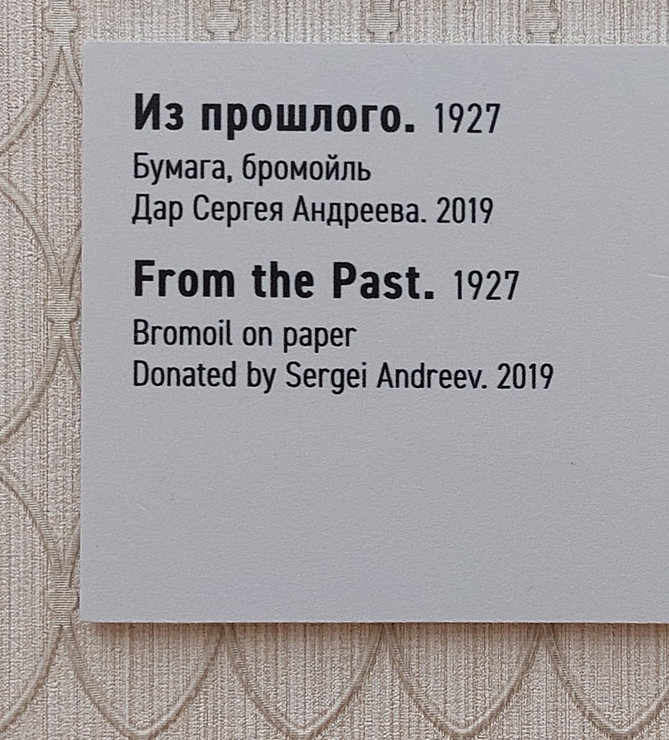 Из прошлого. 1927
Бумага, бромойль
Дар Сергея Андреева. 2019
From the Past. 1927
Bromoil on paper
Donated by Sergei Andreev. 2019